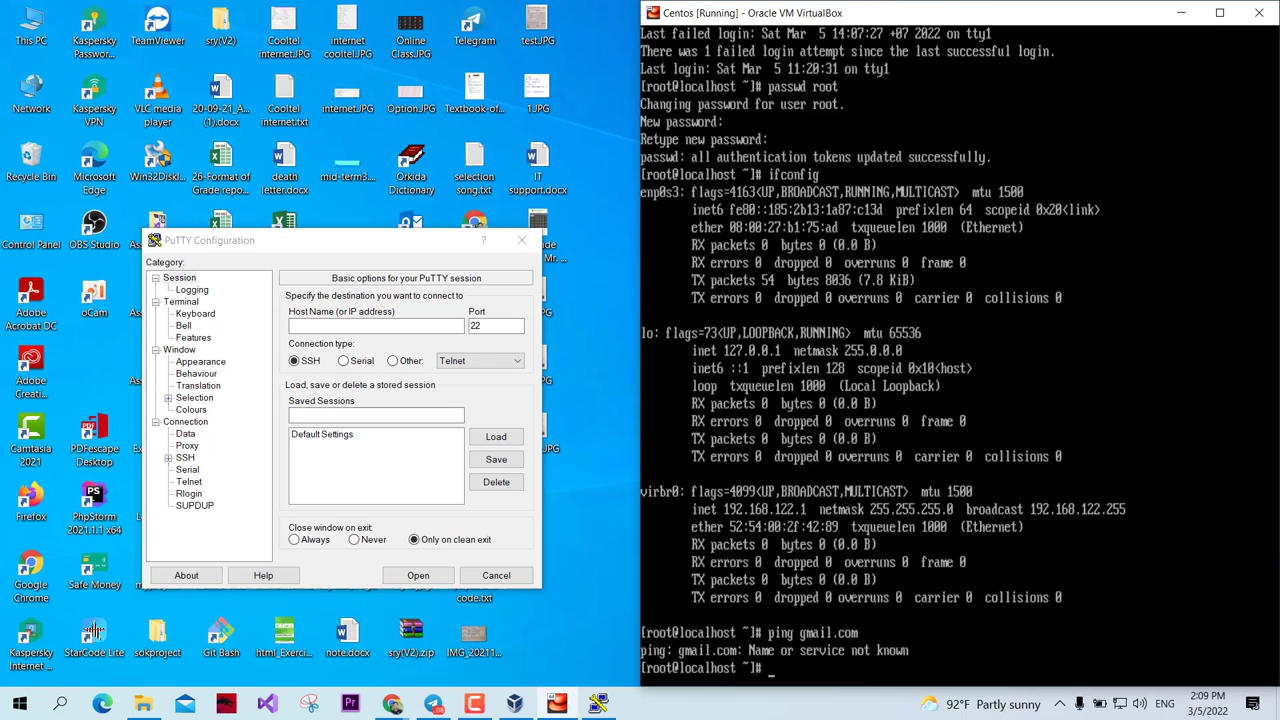 This PC
Kaspersky Passwor...
TeamViewer
sry(V2)
Cooltel internetJPG
internet cooltelJPG
Online ClassJPG
Telegram
testJPG
Network
Kaspersky VPN
VLC media player
20-09-21_A... (1).docx
Cooltel internet.txt
internetJPG
OptionJPG
Textbook-of...
1JPG
Recycle Bin
Microsoft Edge
Win32Diskl...
26-Format of Grade repo...
death letter.docx
mid-term3...
Orkida Dictionary
selection song.txt
IT support.docx
Control Panel
OBS Studio
Adobe Acrobat DC
oCam
Adobe Creati...
Camtasia 2021
PDFescape Desktop
Firefox
PhpStorm 2021.1.1 x64
Google Chrome
Safe Money
code.txt
Kaspersky Internet ...
StarCode Lite
sokproject
Git Bash
html_Exerci...
note.docx
sry(V2).zip
IMG_20211...
PuTTY Configuration
?
Category:
Session
Logging
Terminal
Keyboard
Bell
Features
Window
Appearance
Behaviour
Translation
Selection
Colours
Connection
Data
Proxy
SSH
Serial
Telnet
Rlogin
SUPDUP
Basic options for your PuTTY session
Specify the destination you want to connect to
Host Name (or IP address)
Port
22
Connection type:
SSH
Serial
Other:
Telnet
Load, save or delete a stored session
Saved Sessions
Default Settings
Load
Save
Delete
Close window on exit:
Always
Never
Only on clean exit
About
Help
Open
Cancel
Centos [Running] - Oracle VM VirtualBox
Last failed login: Sat Mar  5 14:07:27 +07 2022 on tty1
There was 1 failed login attempt since the last successful login.
Last login: Sat Mar  5 11:20:31 on tty1
[root@localhost ~]# passwd root
Changing password for user root.
New password:
Retype new password:
passwd: all authentication tokens updated successfully.
[root@localhost ~]# ifconfig
enp0s3: flags=4163<UP,BROADCAST,RUNNING,MULTICAST>  mtu 1500
inet6 fe80::185:2b13:1a87:c13d  prefixlen 64  scopeid 0x20<link>
ether 08:00:27:b1:75:ad  txqueuelen 1000  (Ethernet)
RX packets 0  bytes 0 (0.0 B)
RX errors 0  dropped 0  overruns 0  frame 0
TX packets 54  bytes 8036 (7.8 KiB)
TX errors 0  dropped 0 overruns 0  carrier 0  collisions 0
lo: flags=73<UP,LOOPBACK,RUNNING>  mtu 65536
inet 127.0.0.1  netmask 255.0.0.0
inet6 ::1  prefixlen 128  scopeid 0x10<host>
loop  txqueuelen 1000  (Local Loopback)
RX packets 0  bytes 0 (0.0 B)
RX errors 0  dropped 0  overruns 0  frame 0
TX packets 0  bytes 0 (0.0 B)
TX errors 0  dropped 0 overruns 0  carrier 0  collisions 0
virbr0: flags=4099<UP,BROADCAST,MULTICAST>  mtu 1500
inet 192.168.122.1  netmask 255.255.255.0  broadcast 192.168.122.255
ether 52:54:00:2f:42:89  txqueuelen 1000  (Ethernet)
RX packets 0  bytes 0 (0.0 B)
RX errors 0  dropped 0  overruns 0  frame 0
TX packets 0  bytes 0 (0.0 B)
TX errors 0  dropped 0 overruns 0  carrier 0  collisions 0
[root@localhost ~]# ping gmail.com
ping: gmail.com: Name or service not known
[root@localhost ~]# _
92°F Partly sunny
ENG
2:09 PM
3/5/2022